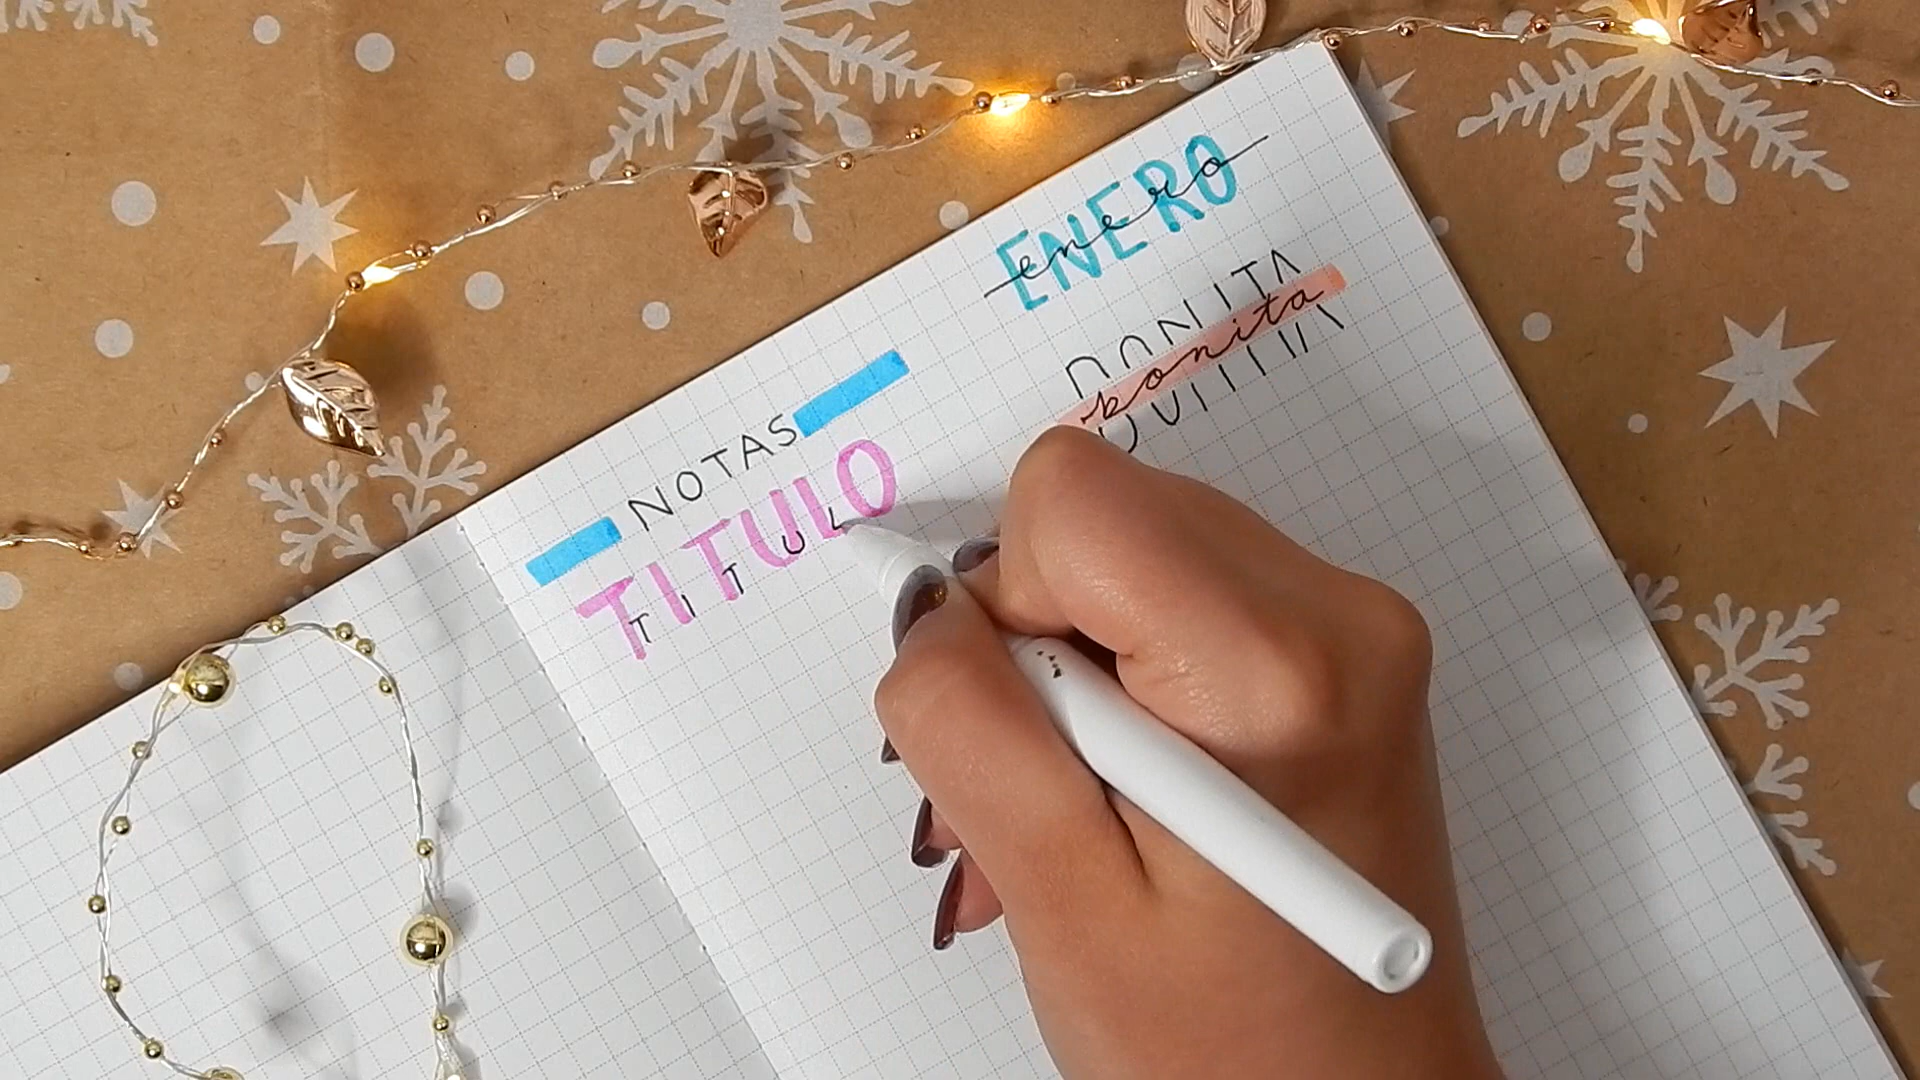 ENERO
enero
BONITA
bonita
NOTAS
TITULO
TITUL